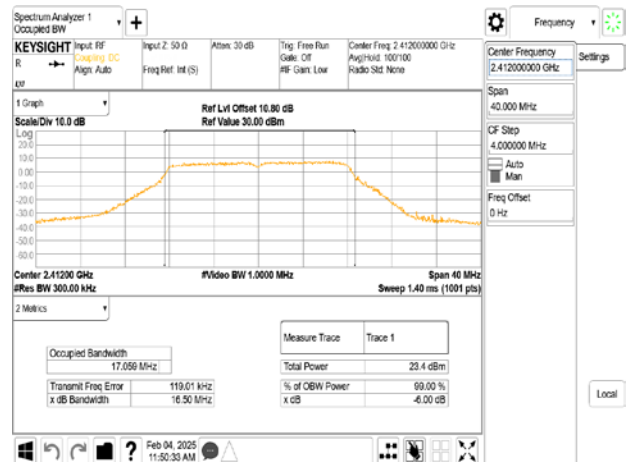 Spectrum Analyzer 1
Occupied BW
Frequency
KEYSIGHT
R
Input: RF
Coupling: DC
Align: Auto
Input Z: 50 Ω
Freq Ref: Int (S)
Atten: 30 dB
Trig: Free Run
Gate: Off
#IF Gain: Low
Center Freq: 2.412000000 GHz
Avg|Hold: 100/100
Radio Std: None
1 Graph
Scale/Div 10.0 dB
Ref Lvl Offset 10.80 dB
Ref Value 30.00 dBm
Log
20.0
10.0
0.00
-10.0
-20.0
-30.0
-40.0
-50.0
-60.0
Center 2.41200 GHz
#Res BW 300.00 kHz
#Video BW 1.0000 MHz
Span 40 MHz
Sweep 1.40 ms (1001 pts)
2 Metrics
Occupied Bandwidth
17.059 MHz
Transmit Freq Error 119.01 kHz
x dB Bandwidth 16.50 MHz
Measure Trace Trace 1
Total Power 23.4 dBm
% of OBW Power 99.00 %
x dB -6.00 dB
Center Frequency
2.412000000 GHz
Settings
Span
40.000 MHz
CF Step
4.000000 MHz
Auto
Man
Freq Offset
0 Hz
Local
?
Feb 04, 2025
11:50:33 AM